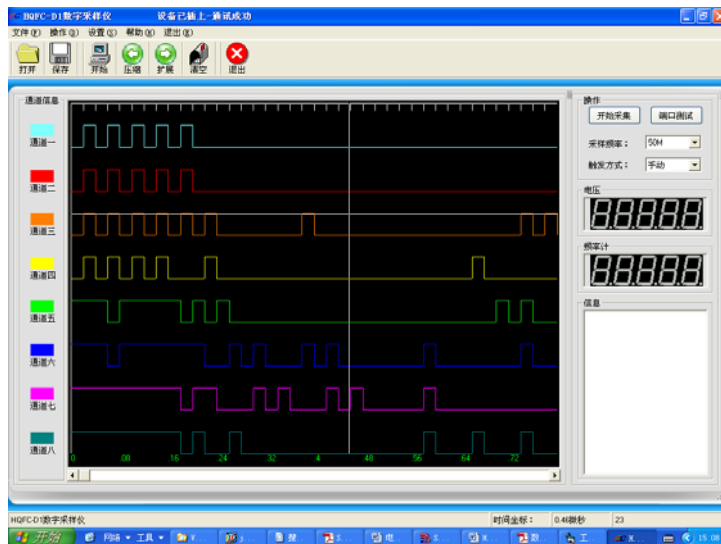 HQFC-D1数字采样仪 设备已插上-通讯成功
文件(F) 操作(O) 设置(S) 帮助(H) 退出(X)
打开 保存 开始 压缩 扩展 清空 退出
通道信息
通道一
通道二
通道三
通道四
通道五
通道六
通道七
通道八
0 .08 .16 .24 .32 .4 .48 .56 .64 .72
操作
开始采集 端口测试
采样频率： 50M
触发方式： 手动
电压
88888
频率计
88888
信息
HQFC-D1数字采样仪 时间坐标： 0.46微秒 23
开始 网络 工具 15:08